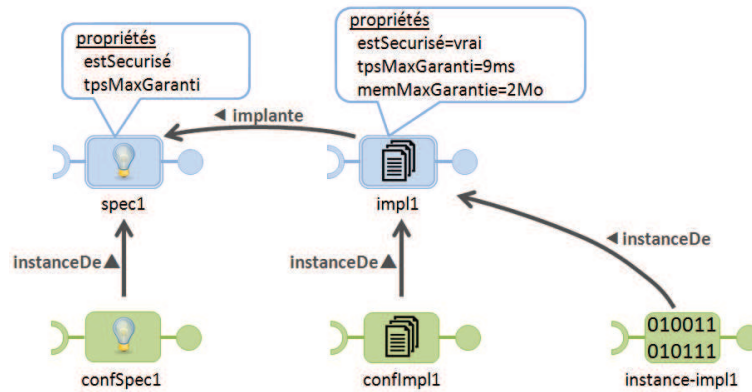 propriétés
estSecurisé
tpsMaxGaranti
propriétés
estSecurisé=vrai
tpsMaxGaranti=9ms
memMaxGarantie=2Mo
◄ implante
spec1
impl1
instanceDe▲
instanceDe▲
◄ instanceDe
010011
010111
confSpec1
confImpl1
instance-impl1